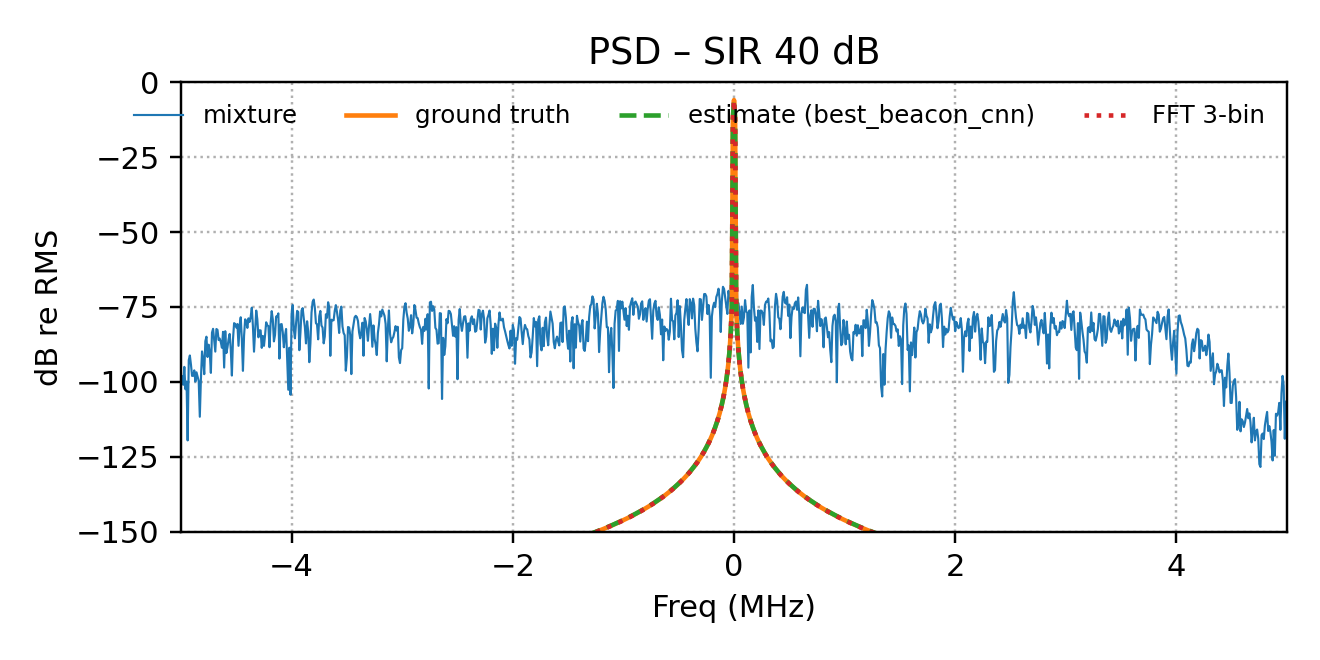 PSD – SIR 40 dB
mixture ground truth estimate (best_beacon_cnn) FFT 3-bin
0
−25
−50
−75
−100
−125
−150
dB re RMS
−4 −2 0 2 4
Freq (MHz)